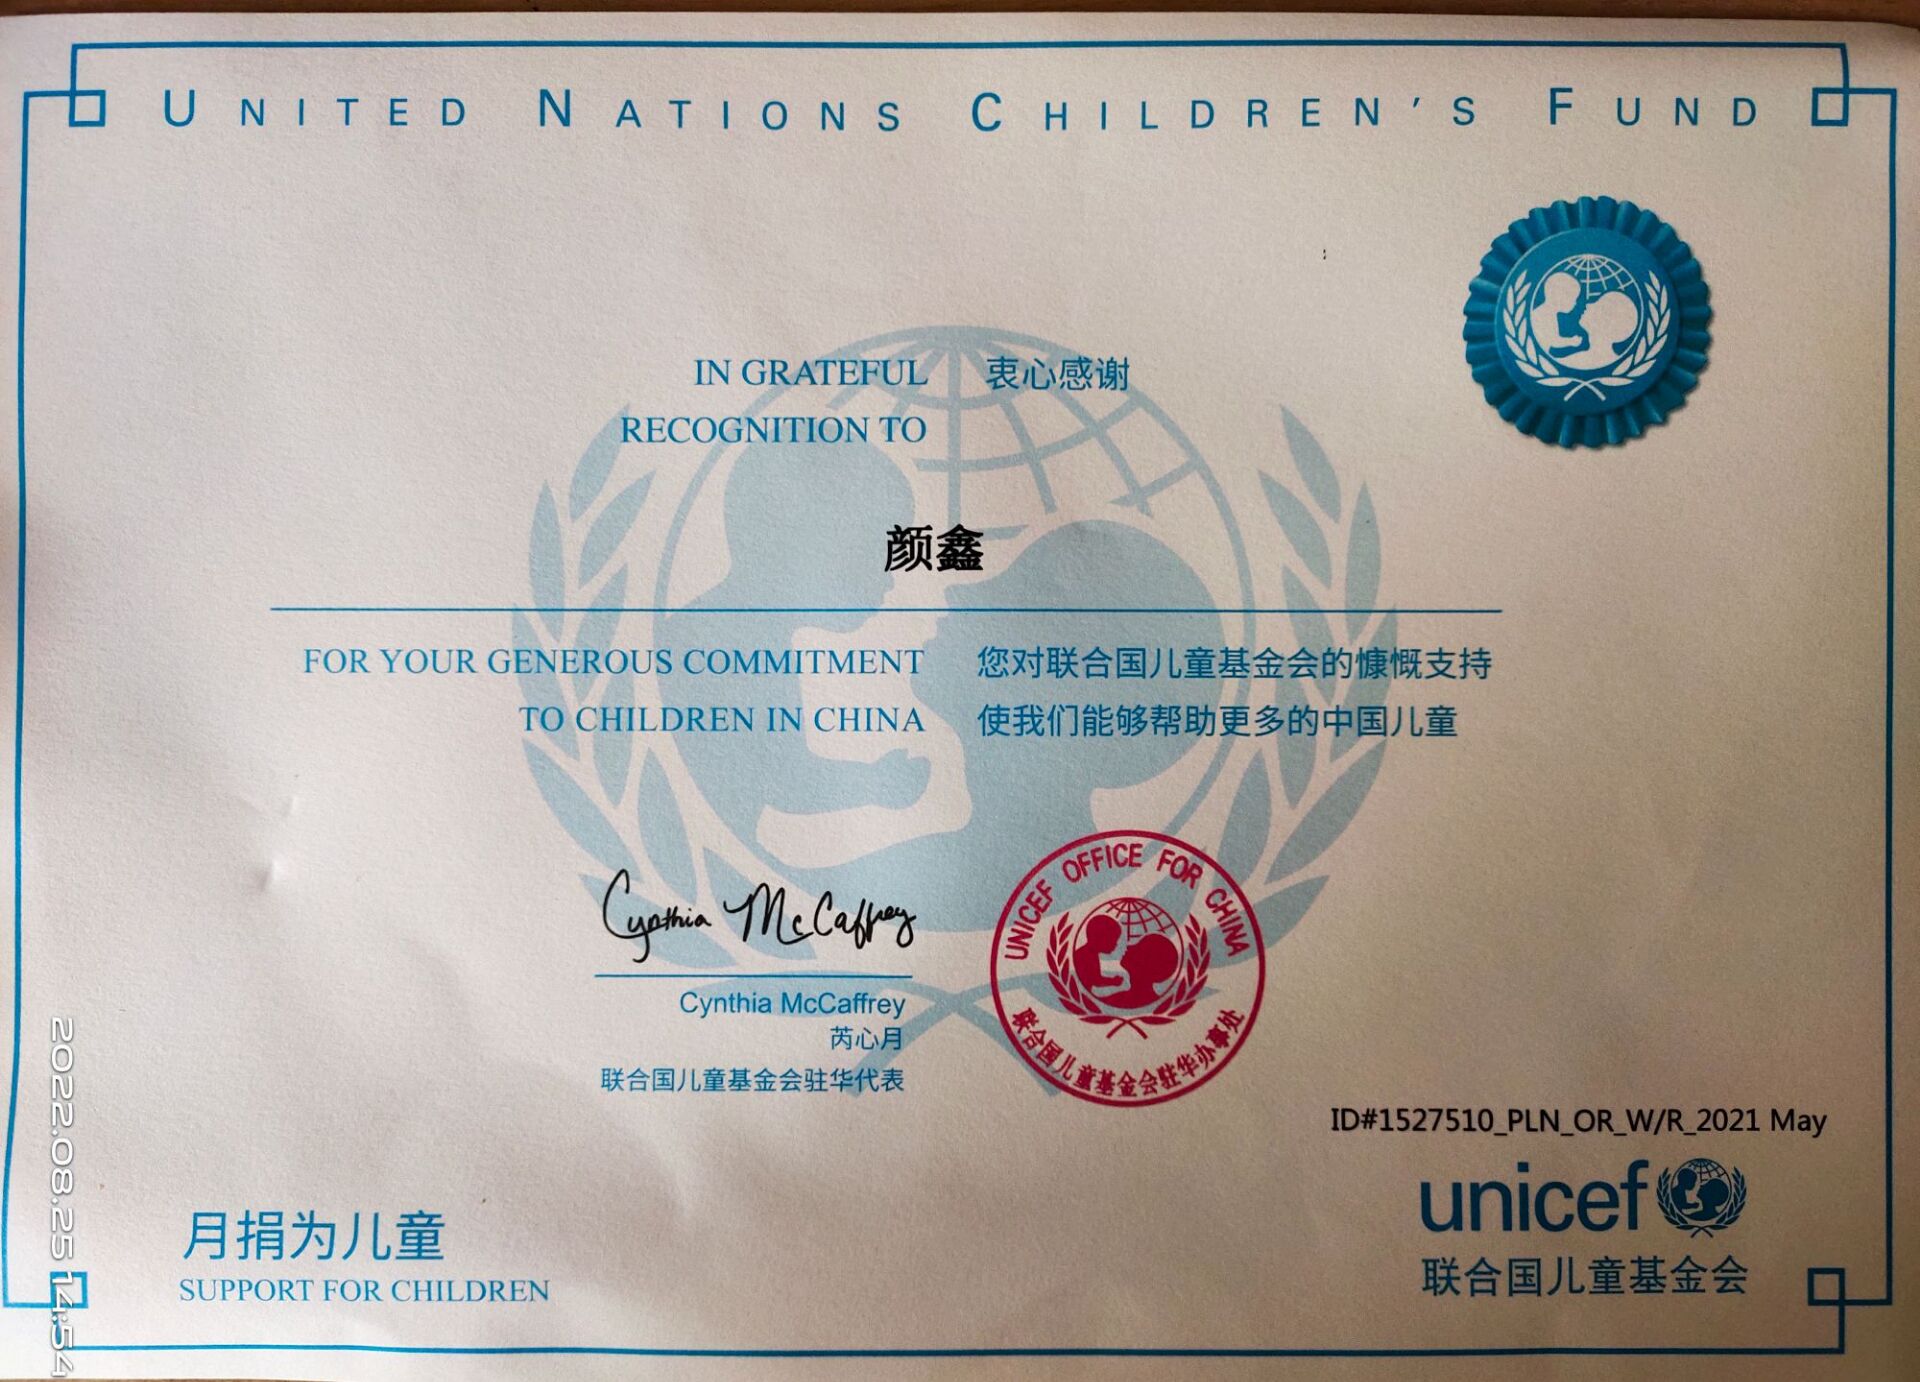 UNITED NATIONS CHILDREN'S FUND
IN GRATEFUL
RECOGNITION TO
衷心感谢
颜鑫
FOR YOUR GENEROUS COMMITMENT
TO CHILDREN IN CHINA
您对联合国儿童基金会的慷慨支持
使我们能够帮助更多的中国儿童
Cynthia McCaffrey
Cynthia McCaffrey
芮心月
联合国儿童基金会驻华代表
UNICEF OFFICE FOR CHINA
联合国儿童基金会驻华办事处
ID#1527510_PLN_OR_W/R_2021 May
unicef
联合国儿童基金会
月捐为儿童
SUPPORT FOR CHILDREN
2022.08.25 14:54